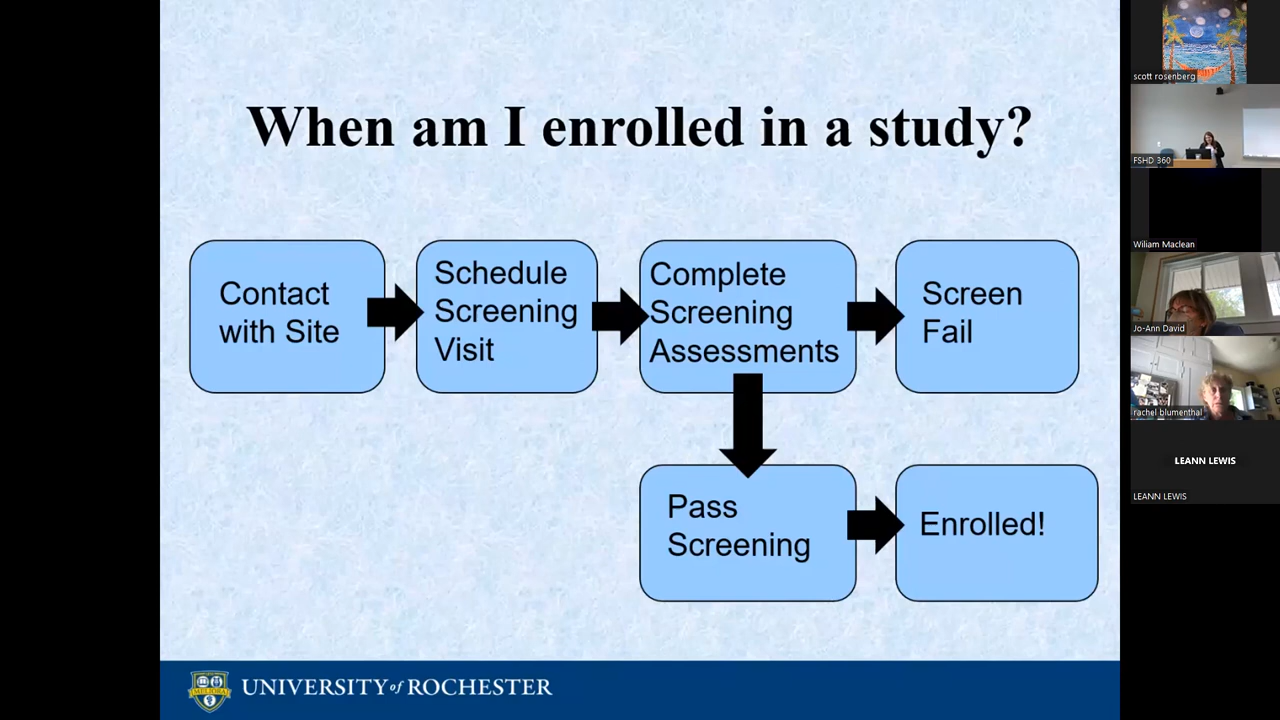 When am I enrolled in a study?
Contact
with Site
Schedule
Screening
Visit
Complete
Screening
Assessments
Screen
Fail
Pass
Screening
Enrolled!
MELIORA
UNIVERSITY of ROCHESTER
scott rosenberg
FSHD 360
Wiliam Maclean
Jo-Ann David
rachel blumenthal
LEANN LEWIS
LEANN LEWIS